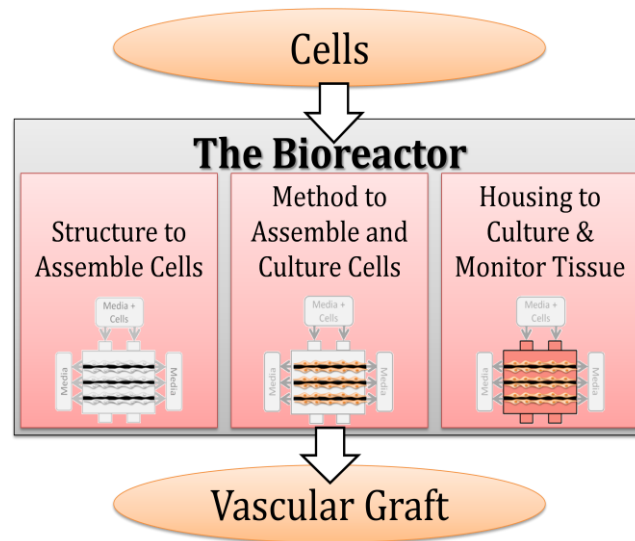 Cells
The Bioreactor
Structure to
Assemble Cells
Media +
Cells
Media
Media
Method to
Assemble and
Culture Cells
Media +
Cells
Media
Media
Housing to
Culture &
Monitor Tissue
Media +
Cells
Media
Media
Vascular Graft